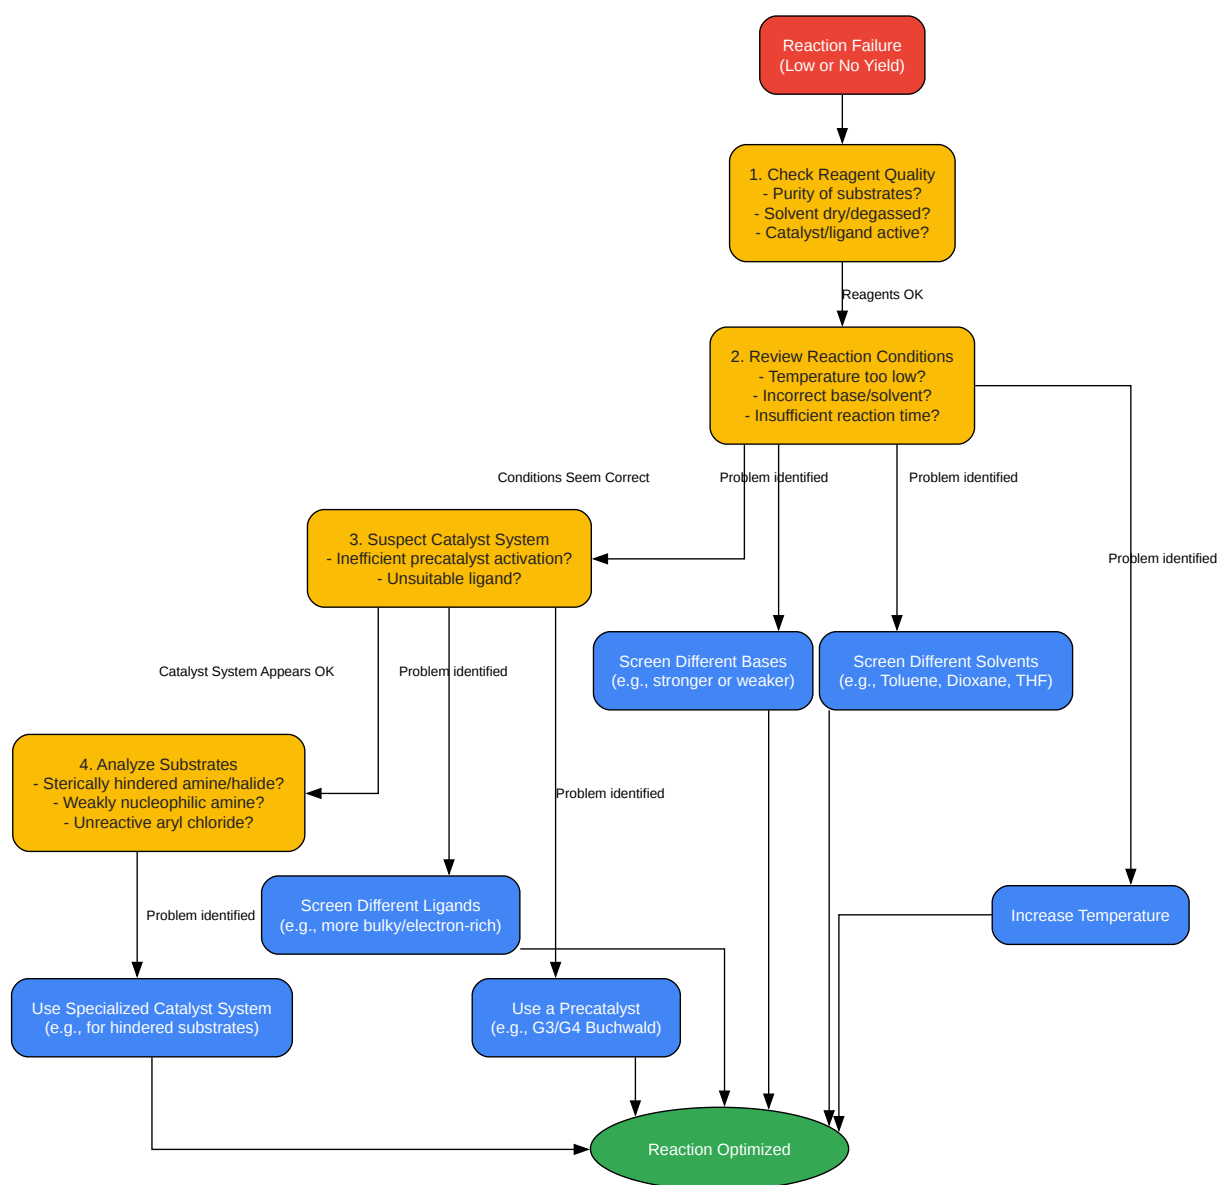 Reaction Failure
(Low or No Yield)
1. Check Reagent Quality
- Purity of substrates?
- Solvent dry/degassed?
- Catalyst/ligand active?
Reagents OK
2. Review Reaction Conditions
- Temperature too low?
- Incorrect base/solvent?
- Insufficient reaction time?
Conditions Seem Correct
Problem identified
Problem identified
Problem identified
3. Suspect Catalyst System
- Inefficient precatalyst activation?
- Unsuitable ligand?
Screen Different Bases
(e.g., stronger or weaker)
Screen Different Solvents
(e.g., Toluene, Dioxane, THF)
Catalyst System Appears OK
Problem identified
Problem identified
4. Analyze Substrates
- Sterically hindered amine/halide?
- Weakly nucleophilic amine?
- Unreactive aryl chloride?
Problem identified
Screen Different Ligands
(e.g., more bulky/electron-rich)
Increase Temperature
Use Specialized Catalyst System
(e.g., for hindered substrates)
Use a Precatalyst
(e.g., G3/G4 Buchwald)
Reaction Optimized